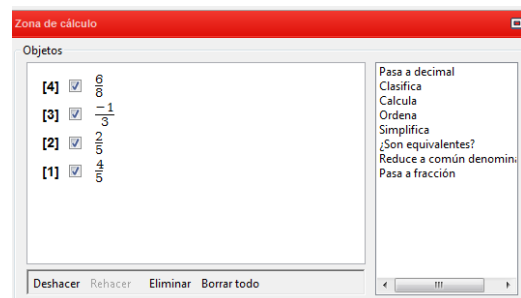 Zona de cálculo
Objetos
[4] 6/8
[3] -1/3
[2] 2/5
[1] 4/5
Deshacer Rehacer Eliminar Borrar todo
Pasa a decimal
Clasifica
Calcula
Ordena
Simplifica
¿Son equivalentes?
Reduce a común denomin
Pasa a fracción